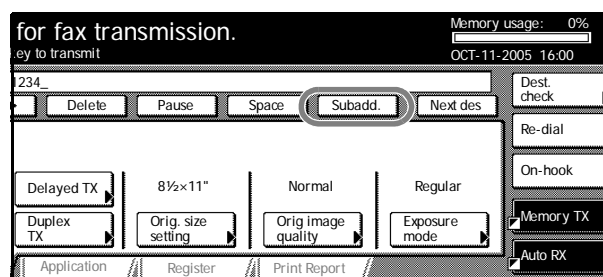 for fax transmission.
Memory usage: 0%
.ey to transmit
OCT-11-2005 16:00
1234_
Dest. check
Delete
Pause
Space
Subadd.
Next des
Re-dial
On-hook
8½×11"
Normal
Regular
Delayed TX
Duplex TX
Orig. size setting
Orig image quality
Exposure mode
Memory TX
Auto RX
Application
Register
Print Report